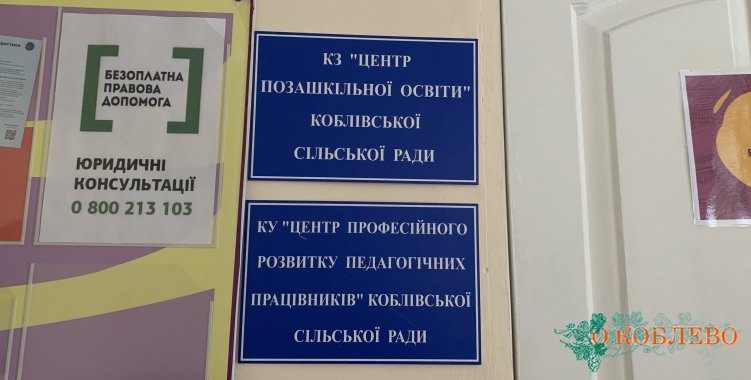 БЕЗОПЛАТНА
ПРАВОВА
ДОПОМОГА
ЮРИДИЧНІ
КОНСУЛЬТАЦІЇ
0 800 213 103
КЗ "ЦЕНТР
ПОЗАШКІЛЬНОЇ ОСВІТИ"
КОБЛІВСЬКОЇ
СІЛЬСЬКОЇ РАДИ
КУ "ЦЕНТР ПРОФЕСІЙНОГО
РОЗВИТКУ ПЕДАГОГІЧНИХ
ПРАЦІВНИКІВ" КОБЛІВСЬКОЇ
СІЛЬСЬКОЇ РАДИ
О КОБЛЕВО